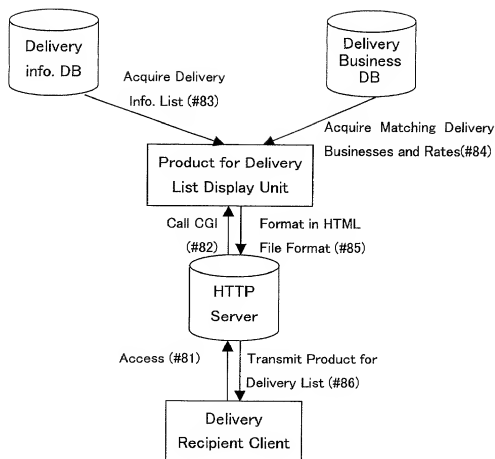 Delivery
info. DB
Delivery
Business
DB
Acquire Delivery
Info. List (#83)
Acquire Matching Delivery
Businesses and Rates(#84)
Product for Delivery
List Display Unit
Call CGI
(#82)
Format in HTML
File Format (#85)
HTTP
Server
Access (#81)
Transmit Product for
Delivery List (#86)
Delivery
Recipient Client